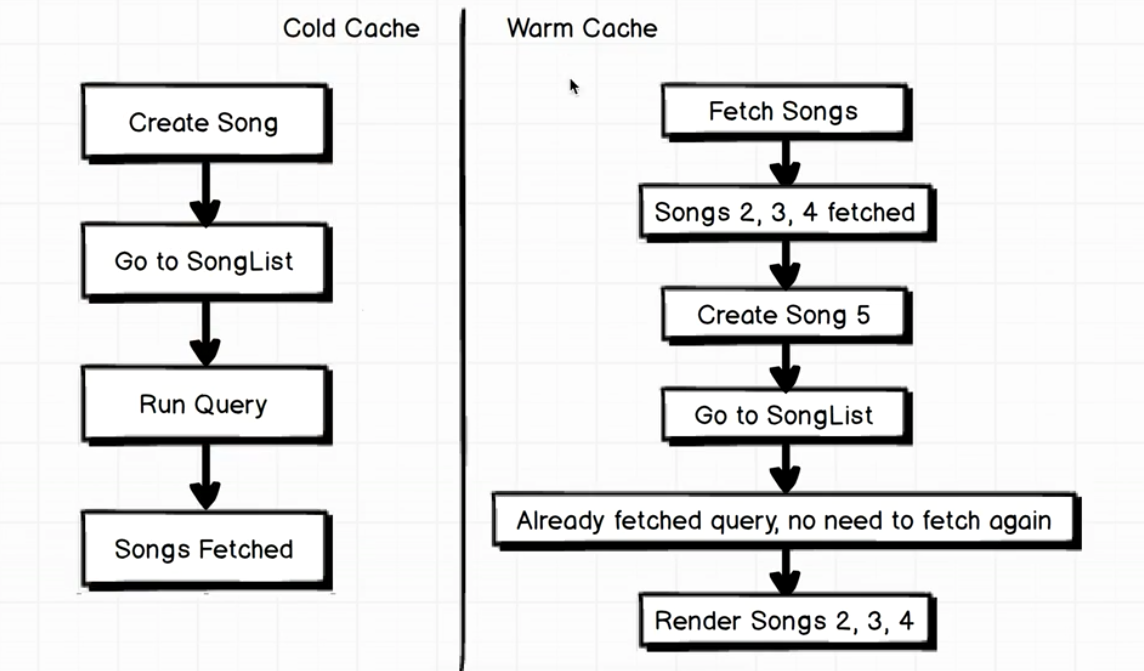 Cold Cache
Create Song
Go to SongList
Run Query
Songs Fetched
Warm Cache
Fetch Songs
Songs 2, 3, 4 fetched
Create Song 5
Go to SongList
Already fetched query, no need to fetch again
Render Songs 2, 3, 4